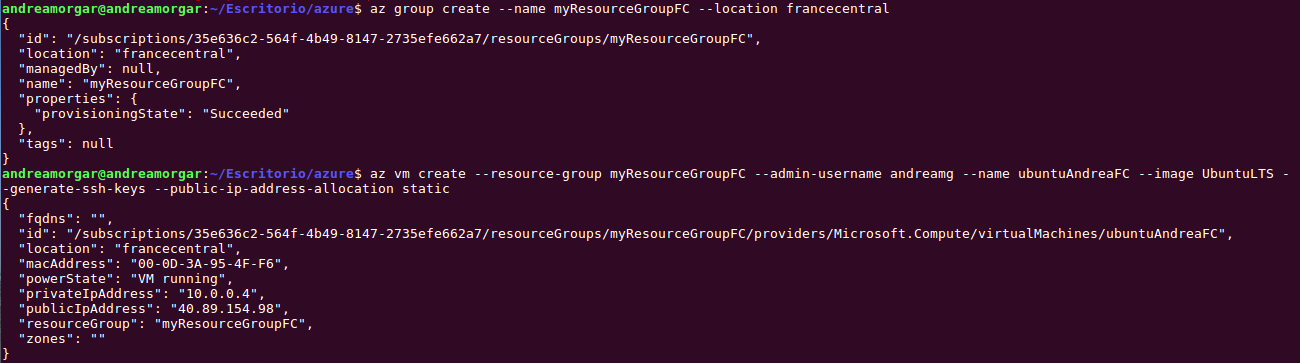 andreamorgar@andreamorgar:~/Escritorio/azure$ az group create --name myResourceGroupFC --location francecentral
{
  "id": "/subscriptions/35e636c2-564f-4b49-8147-2735efe662a7/resourceGroups/myResourceGroupFC",
  "location": "francecentral",
  "managedBy": null,
  "name": "myResourceGroupFC",
  "properties": {
    "provisioningState": "Succeeded"
  },
  "tags": null
}
andreamorgar@andreamorgar:~/Escritorio/azure$ az vm create --resource-group myResourceGroupFC --admin-username andreamg --name ubuntuAndreaFC --image UbuntuLTS -
-generate-ssh-keys --public-ip-address-allocation static
{
  "fqdns": "",
  "id": "/subscriptions/35e636c2-564f-4b49-8147-2735efe662a7/resourceGroups/myResourceGroupFC/providers/Microsoft.Compute/virtualMachines/ubuntuAndreaFC",
  "location": "francecentral",
  "macAddress": "00-0D-3A-95-4F-F6",
  "powerState": "VM running",
  "privateIpAddress": "10.0.0.4",
  "publicIpAddress": "40.89.154.98",
  "resourceGroup": "myResourceGroupFC",
  "zones": ""
}